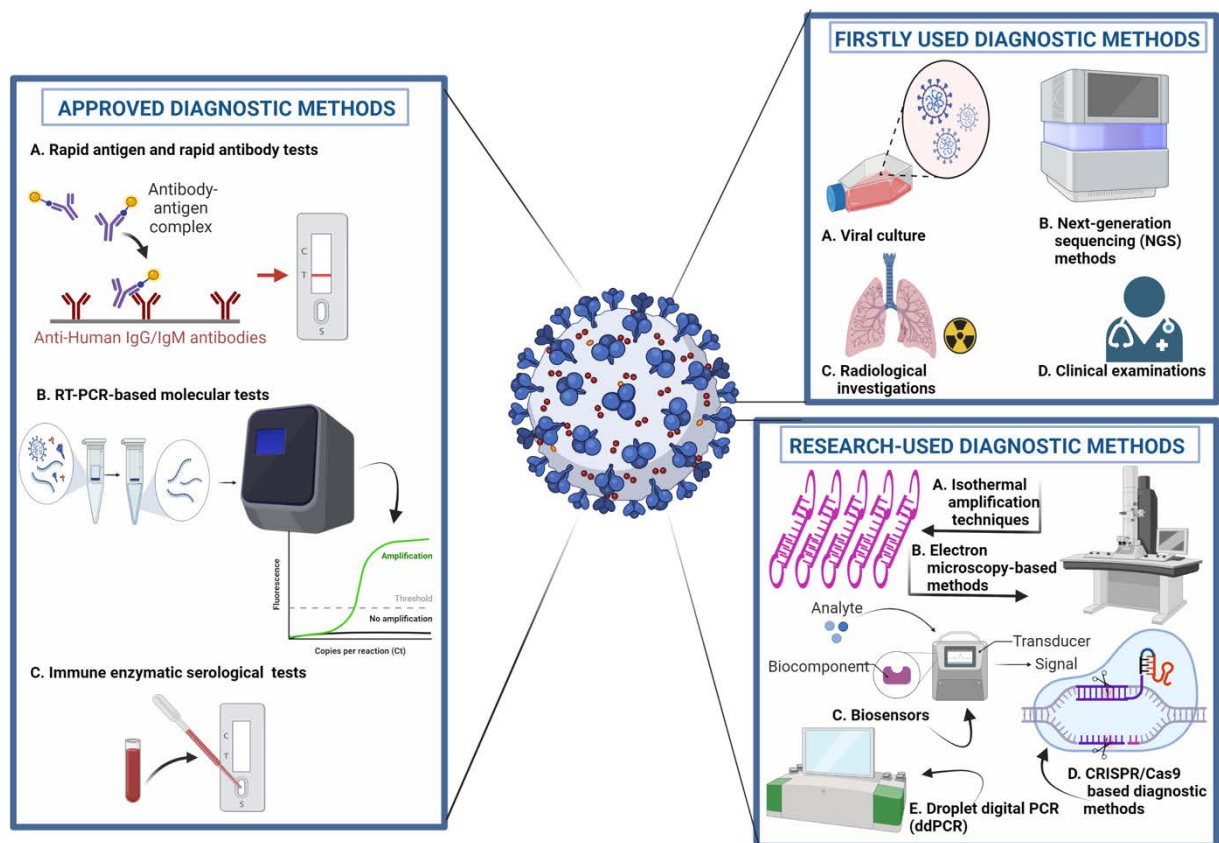 APPROVED DIAGNOSTIC METHODS
A. Rapid antigen and rapid antibody tests
Antibody-
antigen
complex
C
T
S
Anti-Human IgG/IgM antibodies
B. RT-PCR-based molecular tests
Fluorescence
Amplification
Threshold
No amplification
Copies per reaction (Ct)
C. Immune enzymatic serological tests
C
T
S
FIRSTLY USED DIAGNOSTIC METHODS
A. Viral culture
B. Next-generation
sequencing (NGS)
methods
C. Radiological
investigations
D. Clinical examinations
RESEARCH-USED DIAGNOSTIC METHODS
A. Isothermal
amplification
techniques
B. Electron
microscopy-based
methods
Analyte
Biocomponent
Transducer
Signal
C. Biosensors
D. CRISPR/Cas9
based diagnostic
methods
E. Droplet digital PCR
(ddPCR)